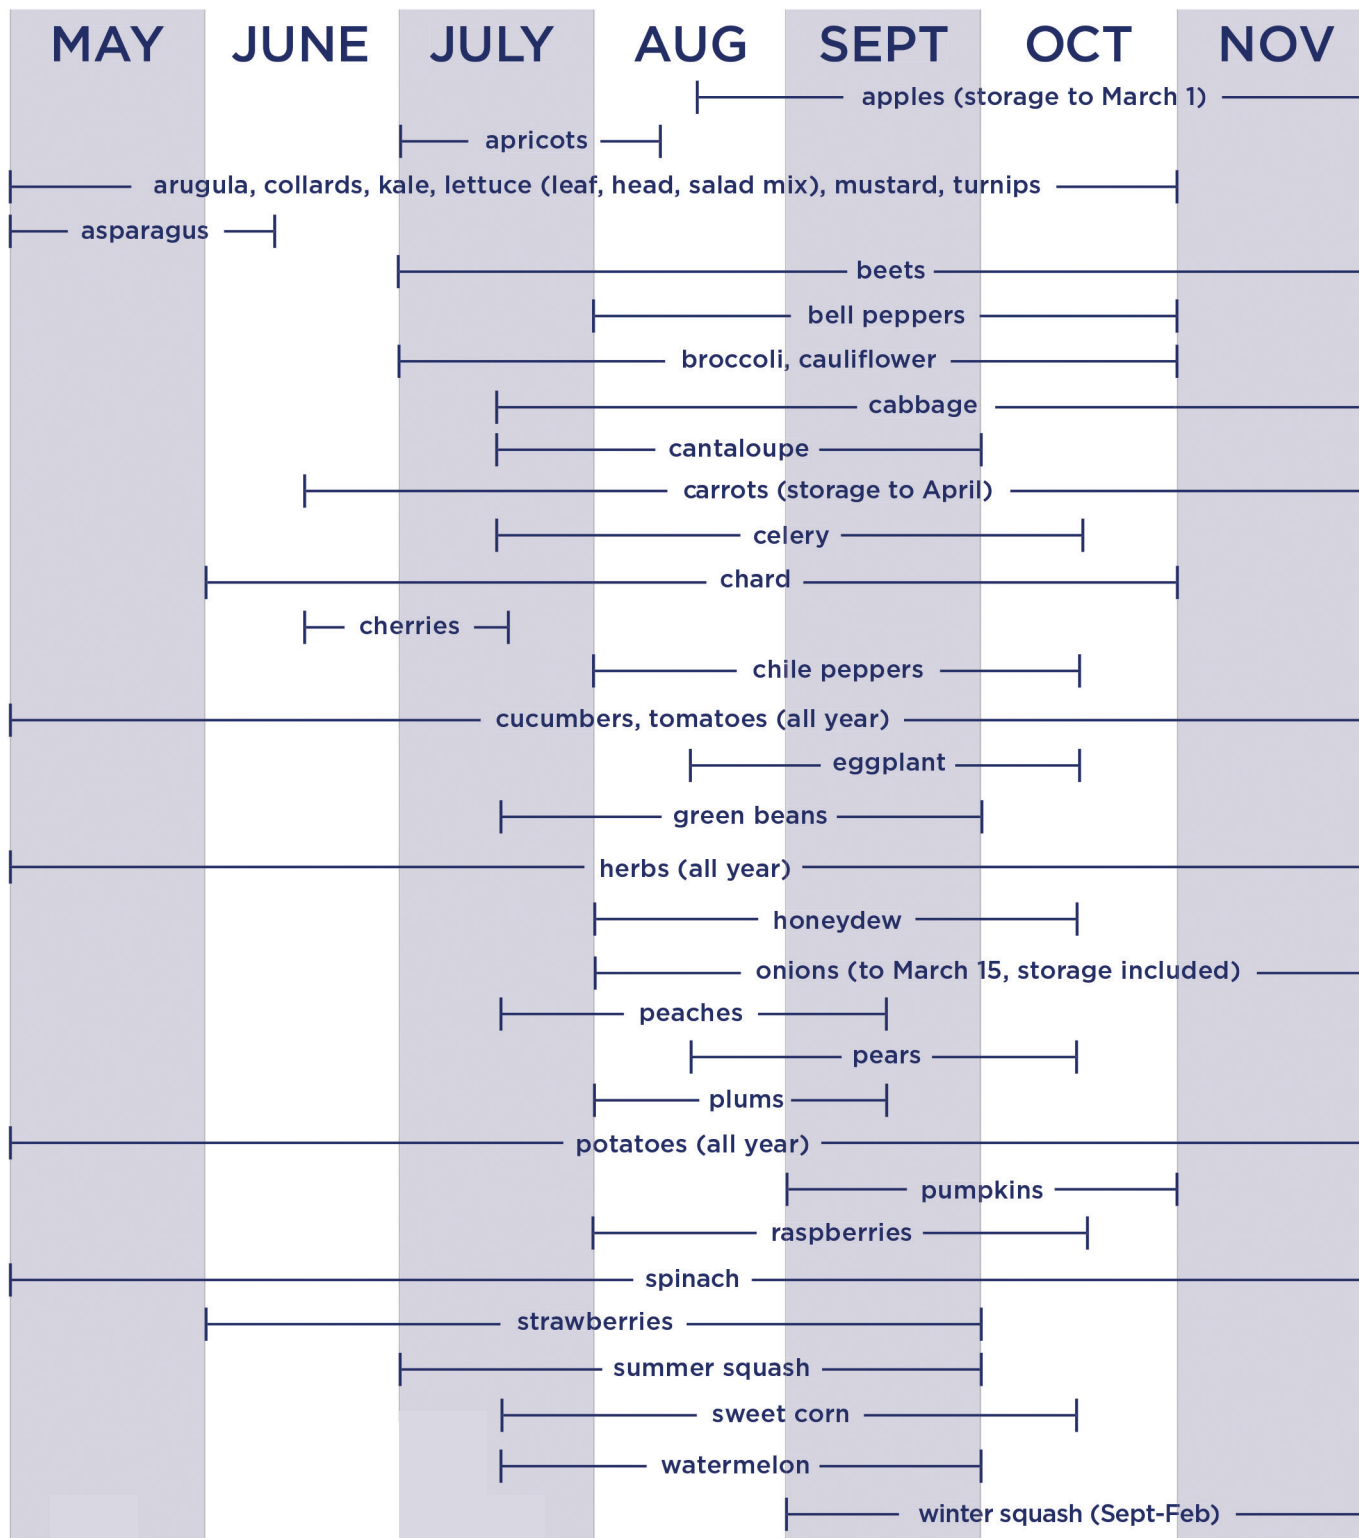 MAY JUNE JULY AUG SEPT OCT NOV
apples (storage to March 1)
apricots
arugula, collards, kale, lettuce (leaf, head, salad mix), mustard, turnips
asparagus
beets
bell peppers
broccoli, cauliflower
cabbage
cantaloupe
carrots (storage to April)
celery
chard
cherries
chile peppers
cucumbers, tomatoes (all year)
eggplant
green beans
herbs (all year)
honeydew
onions (to March 15, storage included)
peaches
pears
plums
potatoes (all year)
pumpkins
raspberries
spinach
strawberries
summer squash
sweet corn
watermelon
winter squash (Sept-Feb)